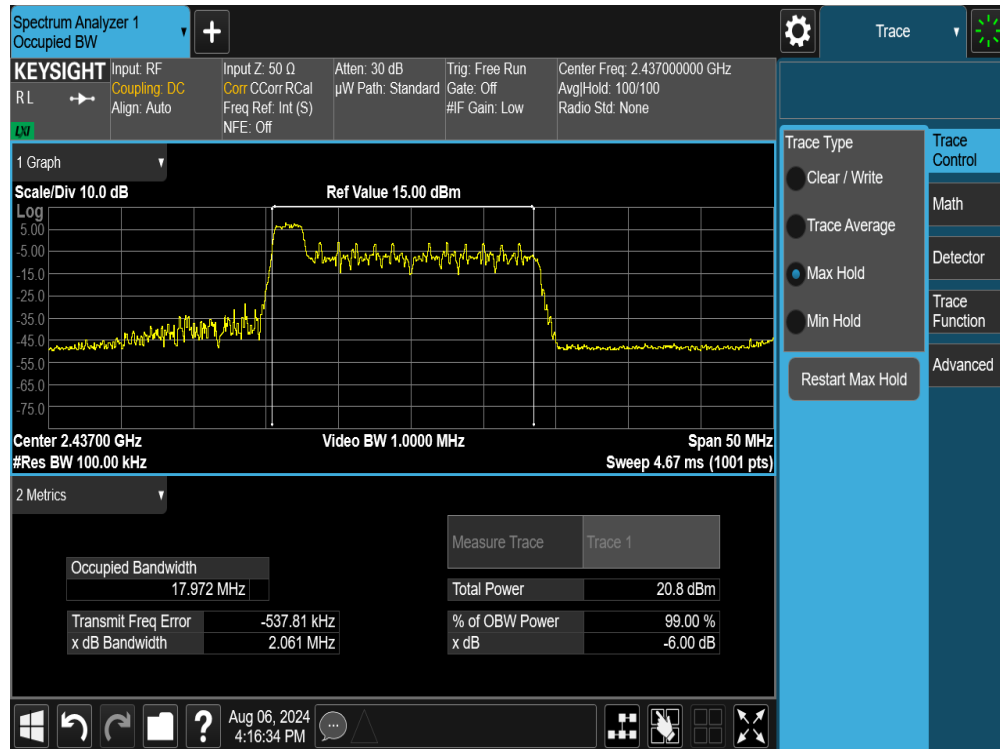 Spectrum Analyzer 1
Occupied BW
+
Trace
KEYSIGHT
R L
LXI
Input: RF
Coupling: DC
Align: Auto
Input Z: 50 Ω
Corr CCorr RCal
Freq Ref: Int (S)
NFE: Off
Atten: 30 dB
µW Path: Standard
Trig: Free Run
Gate: Off
#IF Gain: Low
Center Freq: 2.437000000 GHz
Avg|Hold: 100/100
Radio Std: None
1 Graph
Scale/Div 10.0 dB
Ref Value 15.00 dBm
Log
5.00
-5.00
-15.0
-25.0
-35.0
-45.0
-55.0
-65.0
-75.0
Center 2.43700 GHz
Video BW 1.0000 MHz
Span 50 MHz
#Res BW 100.00 kHz
Sweep 4.67 ms (1001 pts)
2 Metrics
Measure Trace
Trace 1
Occupied Bandwidth
17.972 MHz
Total Power
20.8 dBm
Transmit Freq Error
-537.81 kHz
% of OBW Power
99.00 %
x dB Bandwidth
2.061 MHz
x dB
-6.00 dB
Trace Type
Clear / Write
Trace Average
Max Hold
Min Hold
Restart Max Hold
Trace
Control
Math
Detector
Trace
Function
Advanced
?
Aug 06, 2024
4:16:34 PM